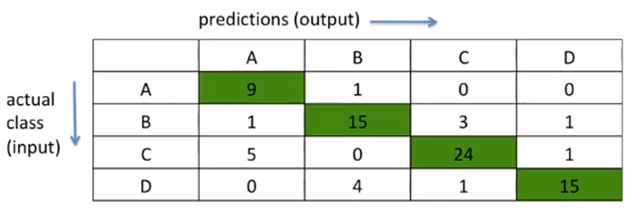 predictions (output)
A B C D
actual class (input)
A 9 1 0 0
B 1 15 3 1
C 5 0 24 1
D 0 4 1 15